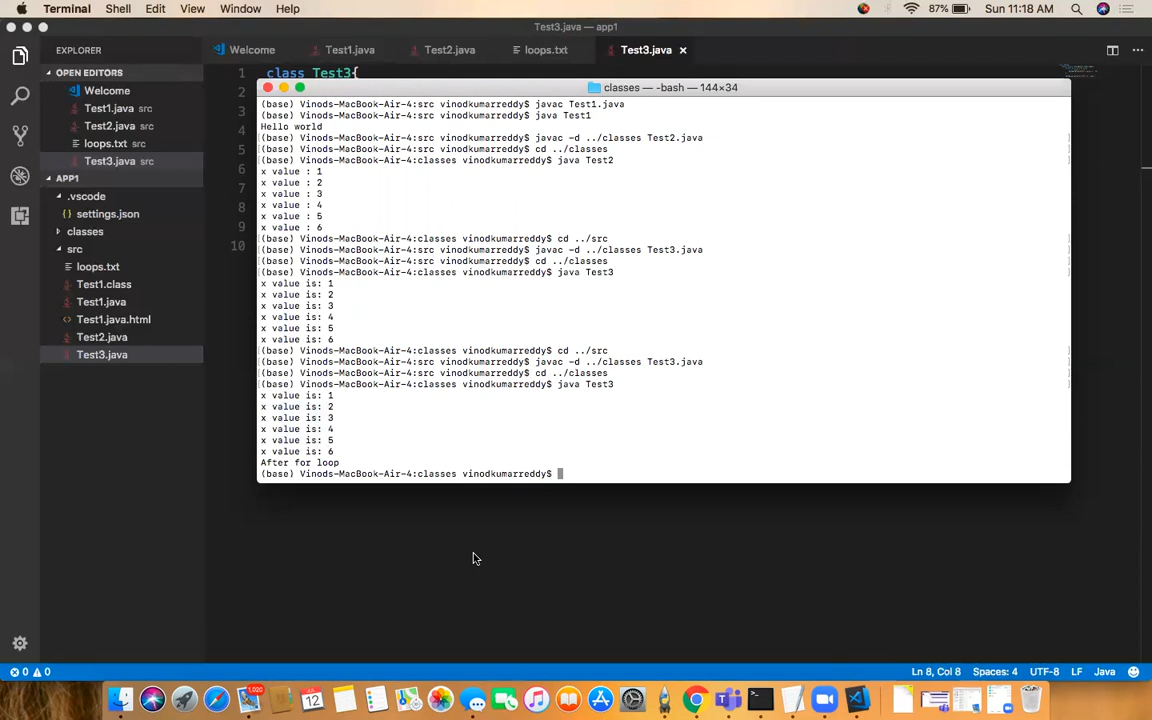 Terminal Shell Edit View Window Help 87% Sun 11:18 AM
Test3.java — app1
EXPLORER Welcome Test1.java Test2.java loops.txt Test3.java ×
OPEN EDITORS
Welcome
Test1.java src
Test2.java src
loops.txt src
Test3.java src
APP1
.vscode
{} settings.json
classes
src
loops.txt
Test1.class
Test1.java
<> Test1.java.html
Test2.java
Test3.java
1 class Test3{
2
3
4
5
6
7
8
9
10
classes — -bash — 144×34
(base) Vinods-MacBook-Air-4:src vinodkumarreddy$ javac Test1.java
(base) Vinods-MacBook-Air-4:src vinodkumarreddy$ java Test1
Hello world
(base) Vinods-MacBook-Air-4:src vinodkumarreddy$ javac -d ../classes Test2.java
(base) Vinods-MacBook-Air-4:src vinodkumarreddy$ cd ../classes
(base) Vinods-MacBook-Air-4:classes vinodkumarreddy$ java Test2
x value : 1
x value : 2
x value : 3
x value : 4
x value : 5
x value : 6
(base) Vinods-MacBook-Air-4:classes vinodkumarreddy$ cd ../src
(base) Vinods-MacBook-Air-4:src vinodkumarreddy$ javac -d ../classes Test3.java
(base) Vinods-MacBook-Air-4:src vinodkumarreddy$ cd ../classes
(base) Vinods-MacBook-Air-4:classes vinodkumarreddy$ java Test3
x value is: 1
x value is: 2
x value is: 3
x value is: 4
x value is: 5
x value is: 6
(base) Vinods-MacBook-Air-4:classes vinodkumarreddy$ cd ../src
(base) Vinods-MacBook-Air-4:src vinodkumarreddy$ javac -d ../classes Test3.java
(base) Vinods-MacBook-Air-4:src vinodkumarreddy$ cd ../classes
(base) Vinods-MacBook-Air-4:classes vinodkumarreddy$ java Test3
x value is: 1
x value is: 2
x value is: 3
x value is: 4
x value is: 5
x value is: 6
After for loop
(base) Vinods-MacBook-Air-4:classes vinodkumarreddy$
0 0 Ln 8, Col 8 Spaces: 4 UTF-8 LF Java
1,020
12